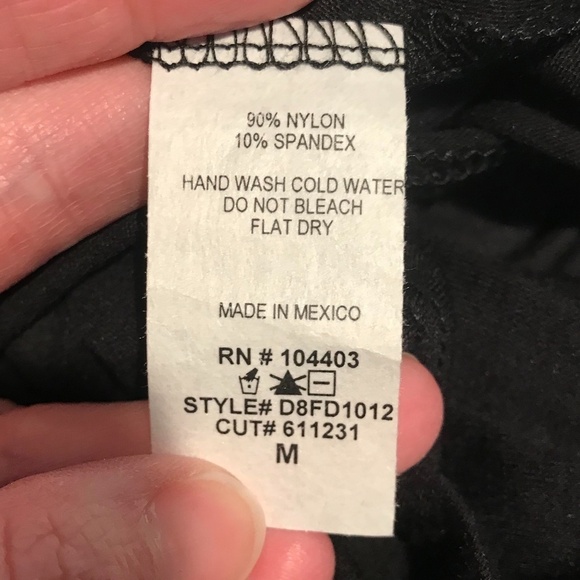 90% NYLON
10% SPANDEX
HAND WASH COLD WATER
DO NOT BLEACH
FLAT DRY
MADE IN MEXICO
RN # 104403
STYLE# D8FD1012
CUT# 611231
M